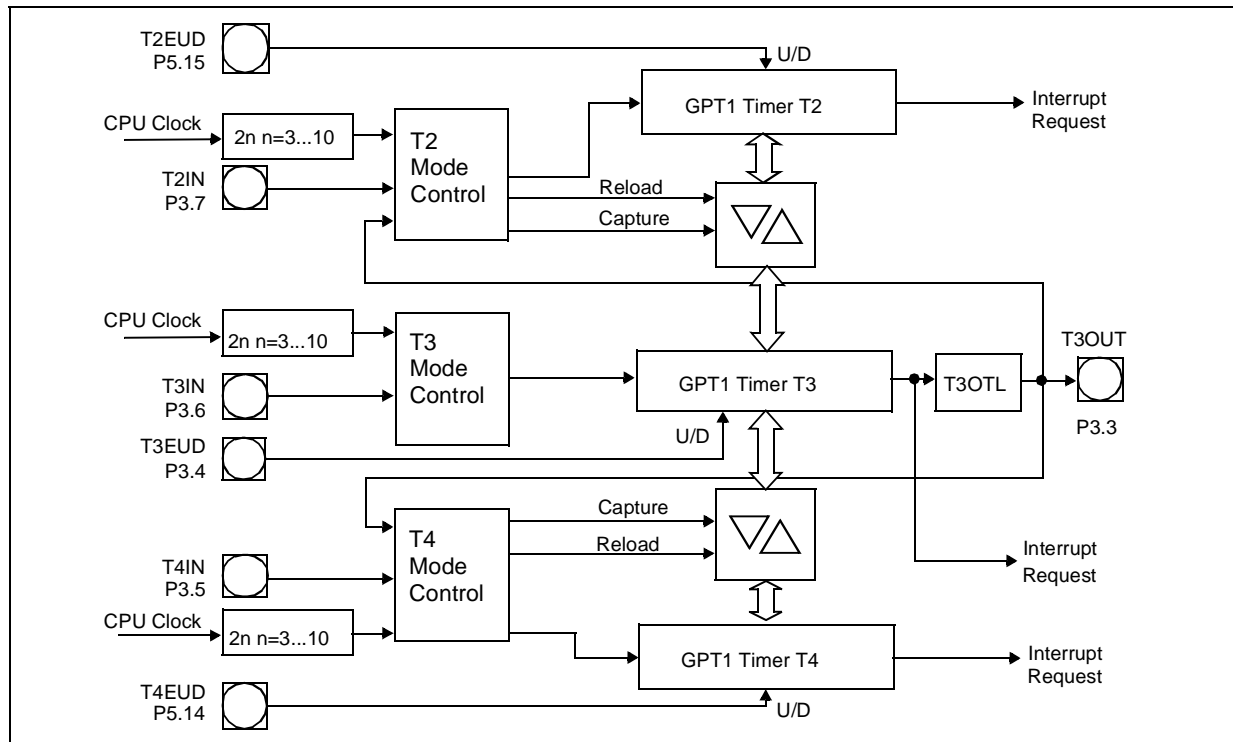 T2EUD
P5.15
U/D
GPT1 Timer T2
Interrupt
Request
CPU Clock
2n n=3...10
T2
Mode
Control
T2IN
P3.7
Reload
Capture
CPU Clock
2n n=3...10
T3
Mode
Control
T3IN
P3.6
T3EUD
P3.4
GPT1 Timer T3
U/D
T3OTL
T3OUT
P3.3
Capture
Reload
T4
Mode
Control
T4IN
P3.5
CPU Clock
2n n=3...10
Interrupt
Request
GPT1 Timer T4
Interrupt
Request
T4EUD
P5.14
U/D